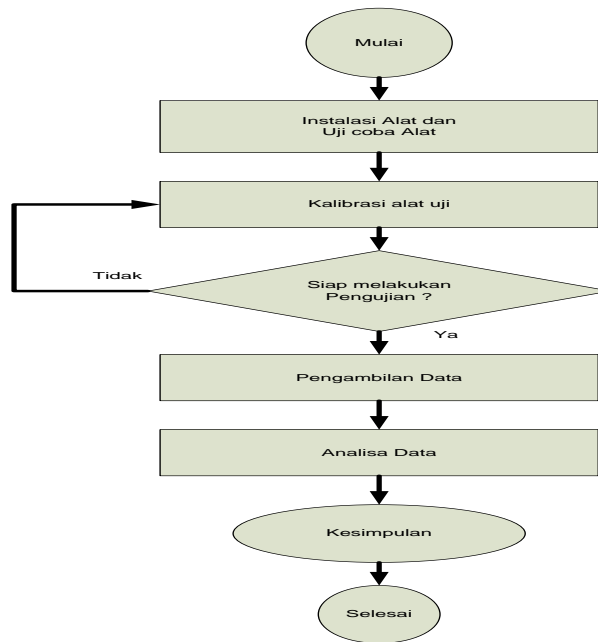 Mulai
Instalasi Alat dan
Uji coba Alat
Kalibrasi alat uji
Tidak
Siap melakukan
Pengujian ?
Ya
Pengambilan Data
Analisa Data
Kesimpulan
Selesai